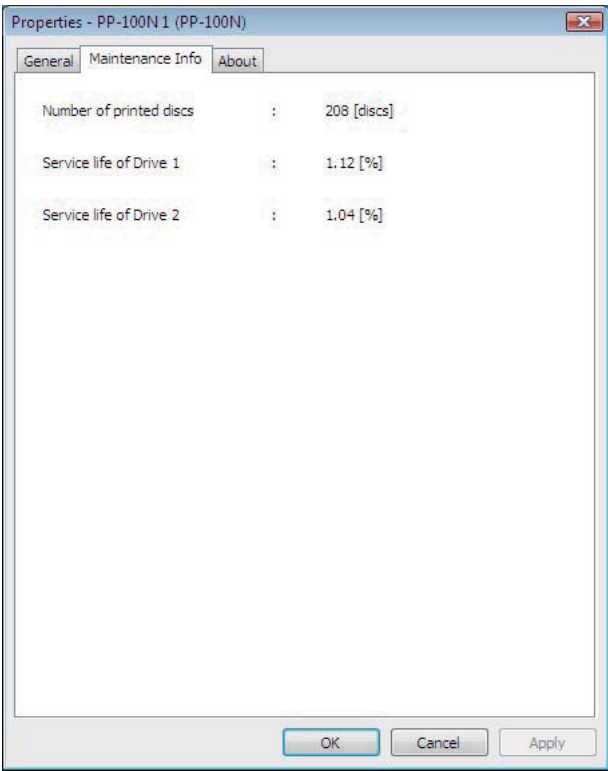 Properties - PP-100N 1 (PP-100N)
General Maintenance Info About
Number of printed discs : 208 [discs]
Service life of Drive 1 : 1.12 [%]
Service life of Drive 2 : 1.04 [%]
OK Cancel Apply